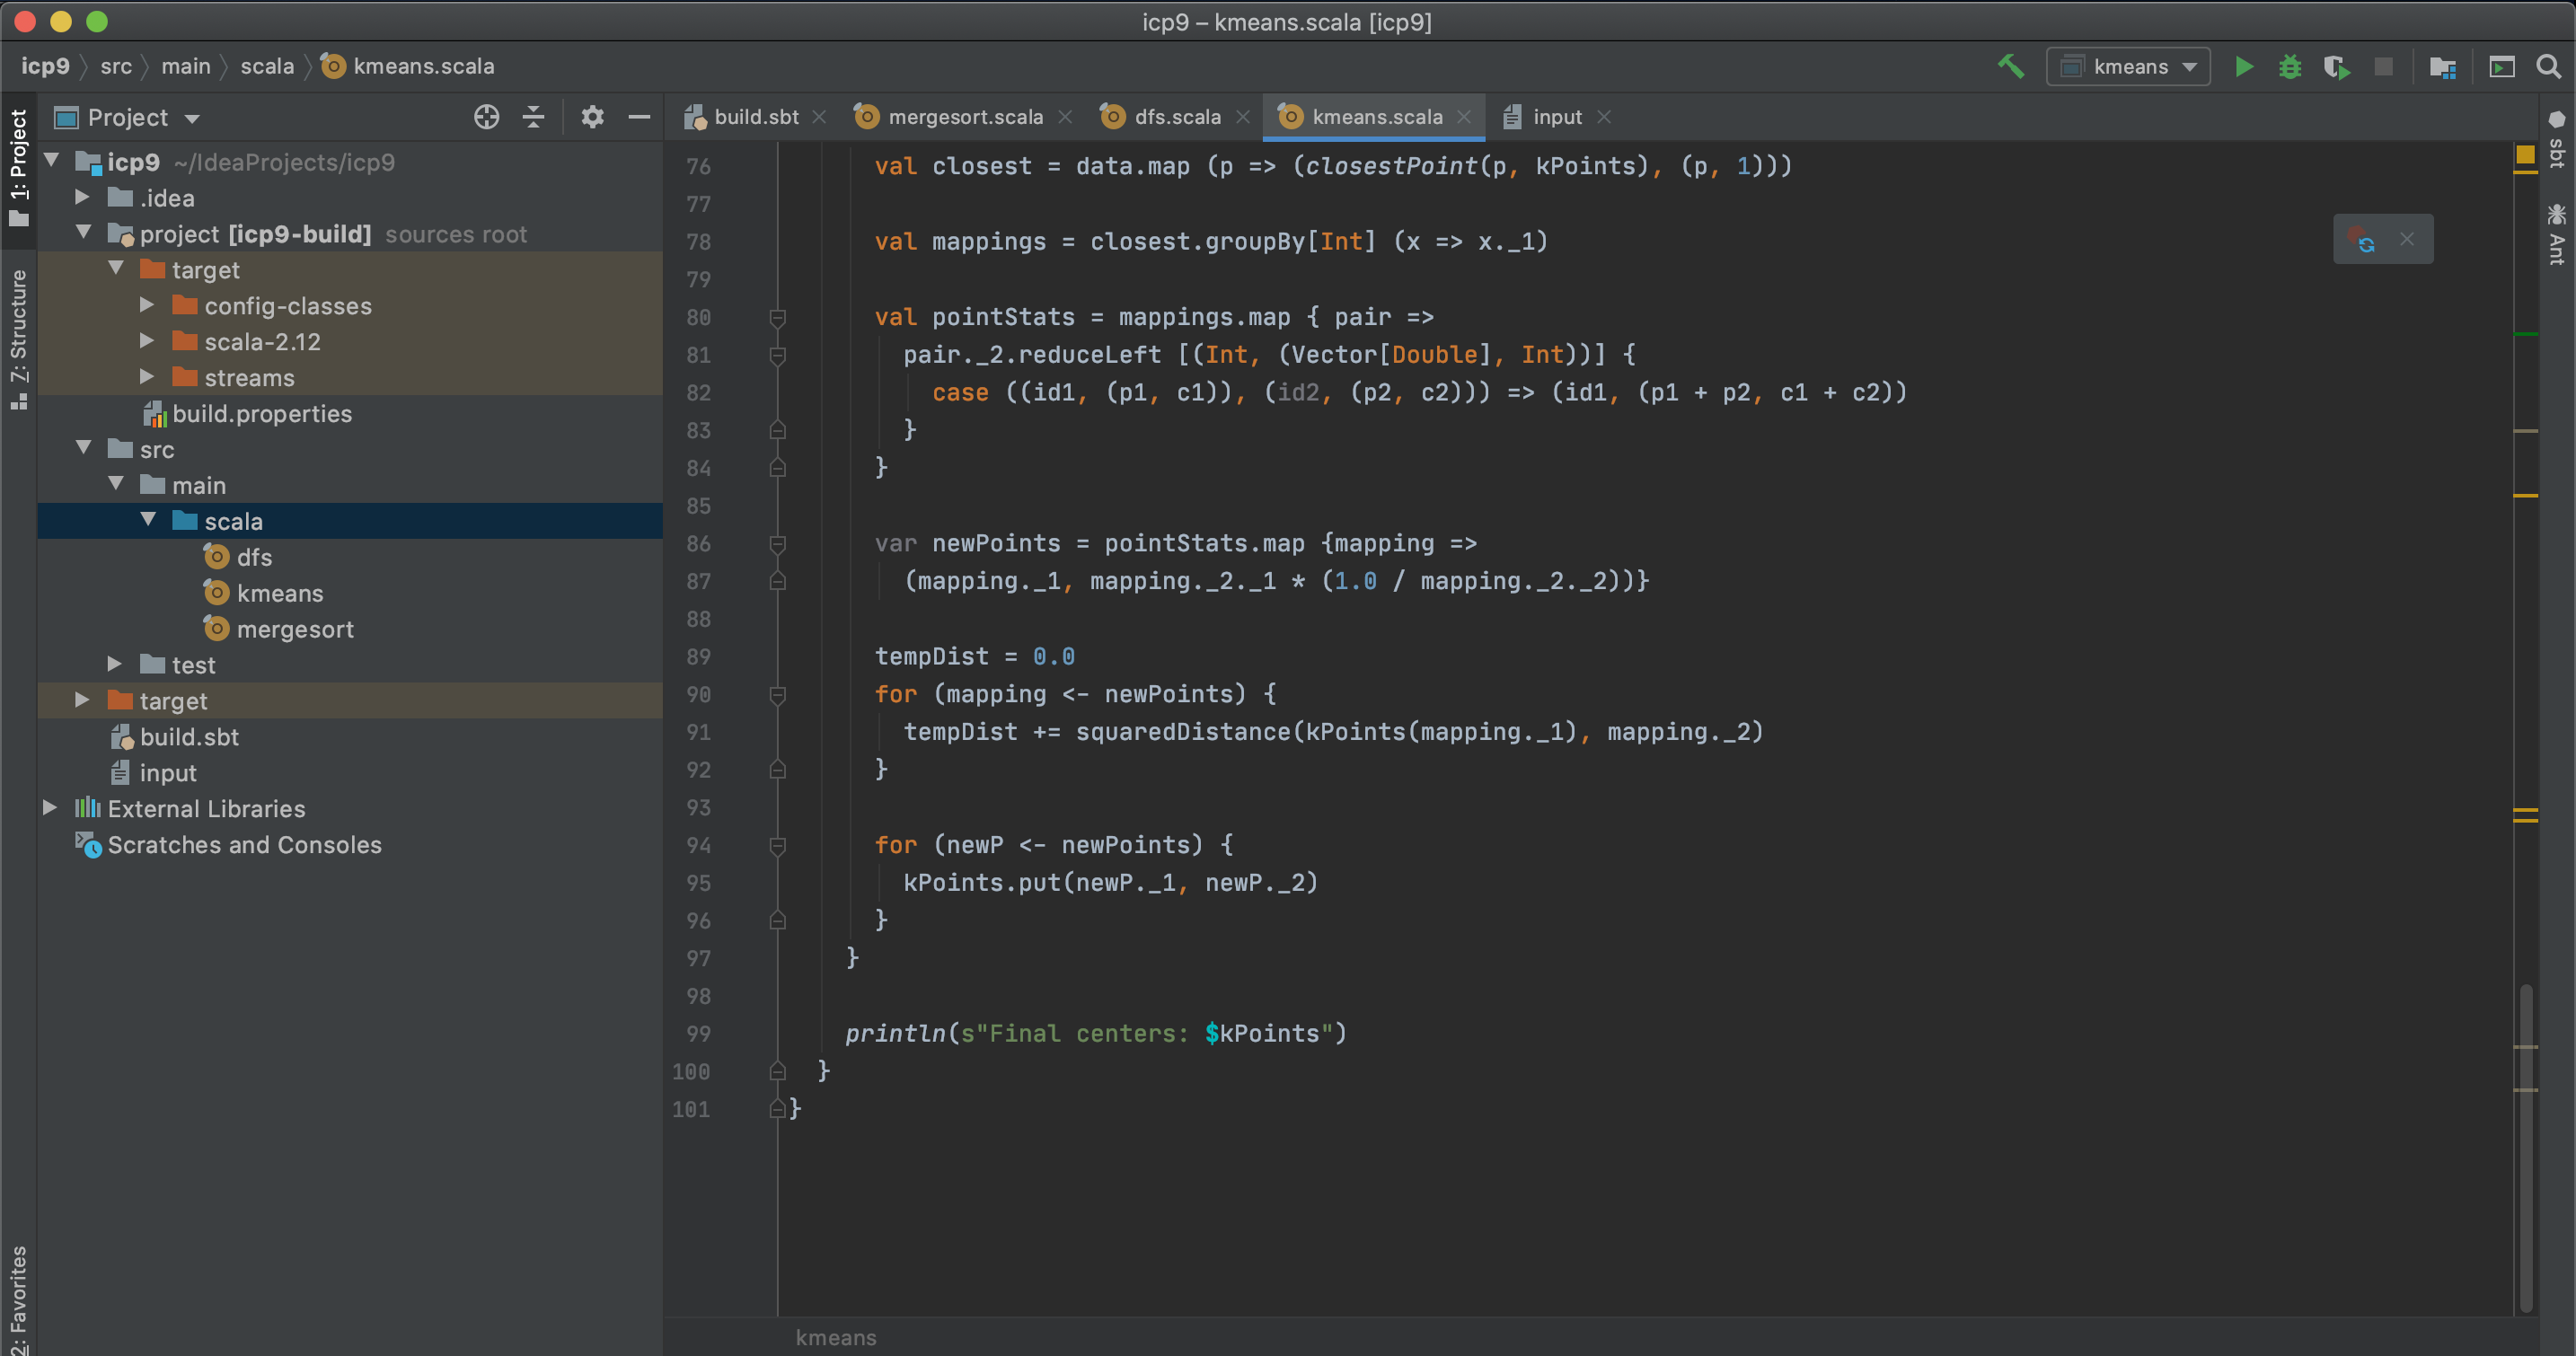 icp9 – kmeans.scala [icp9]
icp9 src main scala kmeans.scala
kmeans
1: Project
Z: Structure
2: Favorites
Project
icp9 ~/IdeaProjects/icp9
.idea
project [icp9-build] sources root
target
config-classes
scala-2.12
streams
build.properties
src
main
scala
dfs
kmeans
mergesort
test
target
build.sbt
input
External Libraries
Scratches and Consoles
build.sbt mergesort.scala dfs.scala kmeans.scala input
76 val closest = data.map (p => (closestPoint(p, kPoints), (p, 1)))
77
78 val mappings = closest.groupBy[Int] (x => x._1)
79
80 val pointStats = mappings.map { pair =>
81 pair._2.reduceLeft [(Int, (Vector[Double], Int))] {
82 case ((id1, (p1, c1)), (id2, (p2, c2))) => (id1, (p1 + p2, c1 + c2))
83 }
84 }
85
86 var newPoints = pointStats.map {mapping =>
87 (mapping._1, mapping._2._1 * (1.0 / mapping._2._2))}
88
89 tempDist = 0.0
90 for (mapping <- newPoints) {
91 tempDist += squaredDistance(kPoints(mapping._1), mapping._2)
92 }
93
94 for (newP <- newPoints) {
95 kPoints.put(newP._1, newP._2)
96 }
97 }
98
99 println(s"Final centers: $kPoints")
100 }
101 }
kmeans
sbt
Ant